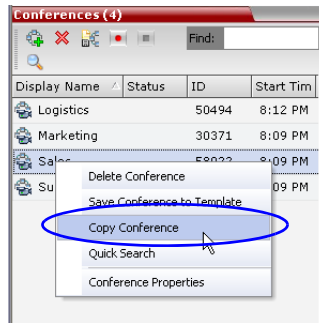 Conferences (4)
Find:
Display Name Status ID Start Tim
Logistics 50494 8:12 PM
Marketing 30371 8:09 PM
Sales 58022 8:09 PM
Su 09 PM
Delete Conference
Save Conference to Template
Copy Conference
Quick Search
Conference Properties